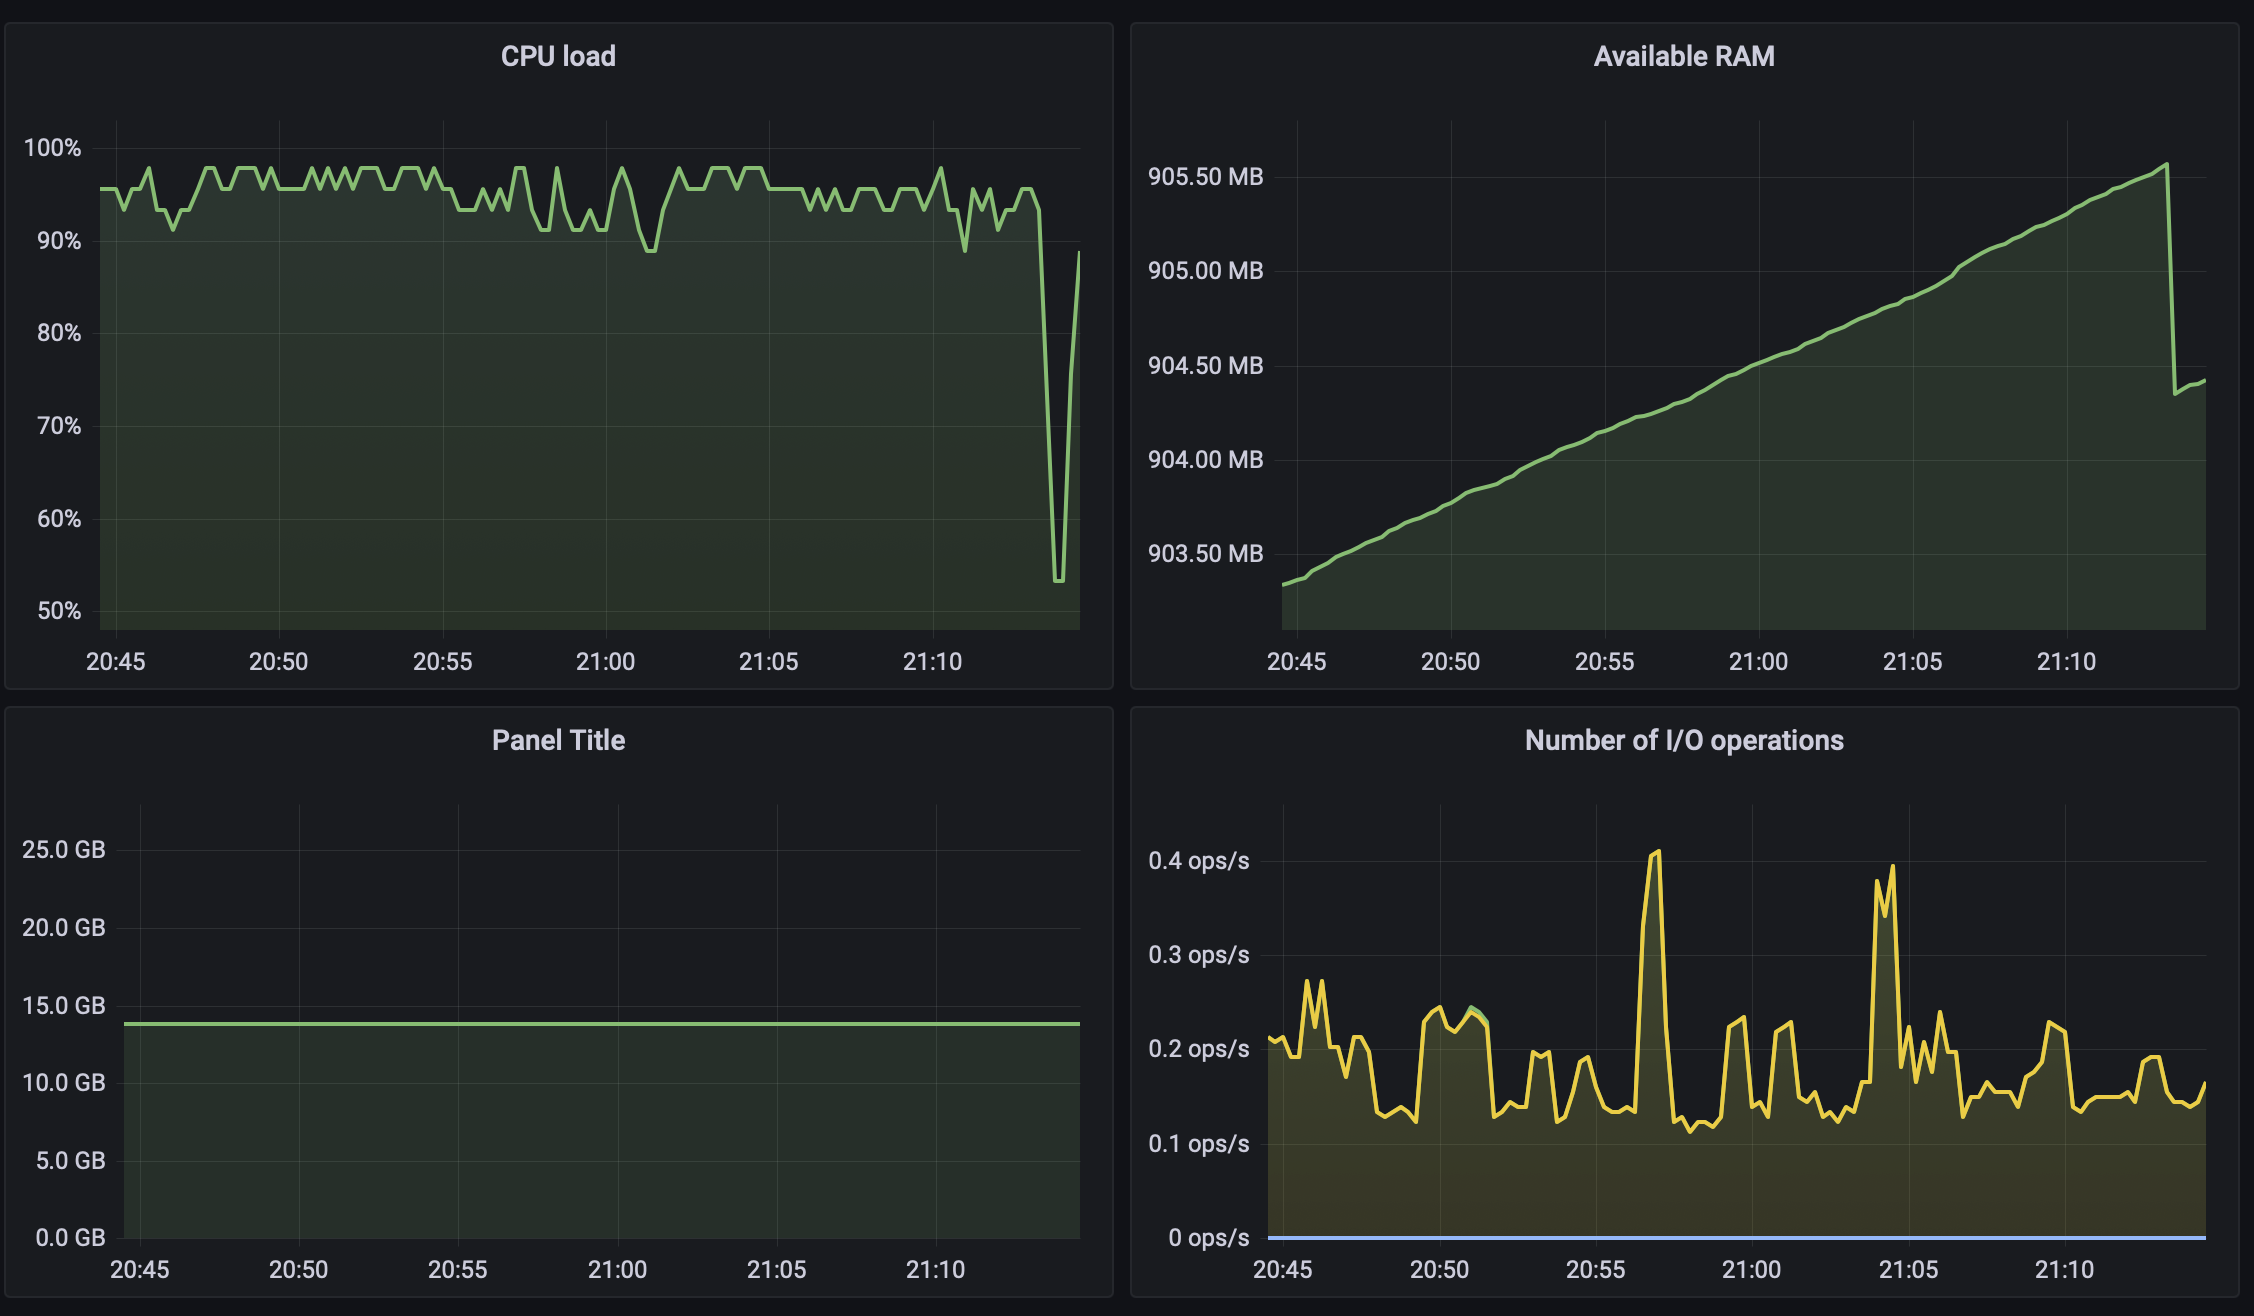 CPU load
100%
90%
80%
70%
60%
50%
20:45 20:50 20:55 21:00 21:05 21:10
Available RAM
905.50 MB
905.00 MB
904.50 MB
904.00 MB
903.50 MB
20:45 20:50 20:55 21:00 21:05 21:10
Panel Title
25.0 GB
20.0 GB
15.0 GB
10.0 GB
5.0 GB
0.0 GB
20:45 20:50 20:55 21:00 21:05 21:10
Number of I/O operations
0.4 ops/s
0.3 ops/s
0.2 ops/s
0.1 ops/s
0 ops/s
20:45 20:50 20:55 21:00 21:05 21:10